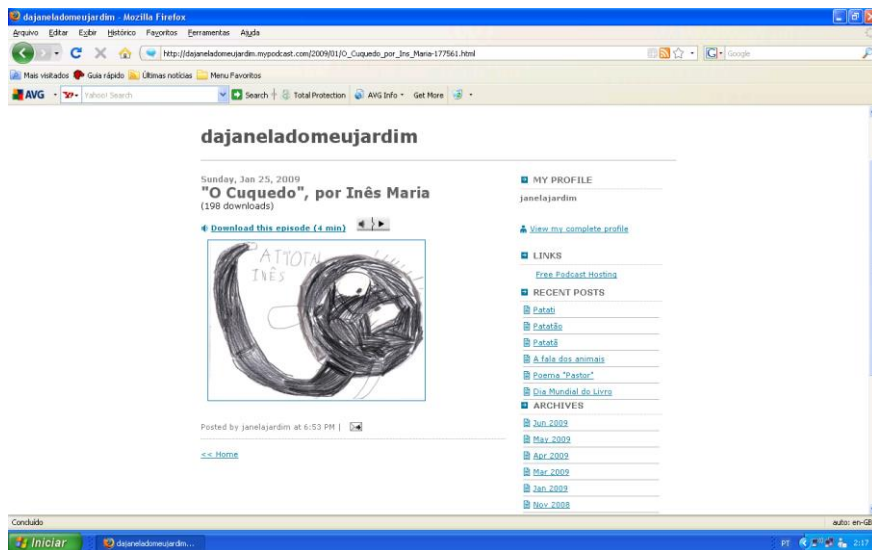 dajaneladomeujardim - Mozilla Firefox
Arquivo Editar Exibir Histórico Favoritos Ferramentas Ajuda
http://dajaneladomeujardim.mypodcast.com/2009/01/O_Cuquedo_por_Ins_Maria-177561.html
Google
Mais visitados Guia rápido Últimas notícias Menu Favoritos
AVG Yahoo! Search Search Total Protection AVG Info Get More
dajaneladomeujardim
Sunday, Jan 25, 2009
"O Cuquedo", por Inês Maria
(198 downloads)
Download this episode (4 min)
INÊS
Posted by janelajardim at 6:53 PM |
<< Home
MY PROFILE
janelajardim
View my complete profile
LINKS
Free Podcast Hosting
RECENT POSTS
Patati
Patatão
Patatã
A fala dos animais
Poema "Pastor"
Dia Mundial do Livro
ARCHIVES
Jun 2009
May 2009
Apr 2009
Mar 2009
Jan 2009
Nov 2008
Concluído
auto: en-GB
Iniciar
dajaneladomeujardim...
PT
2:17